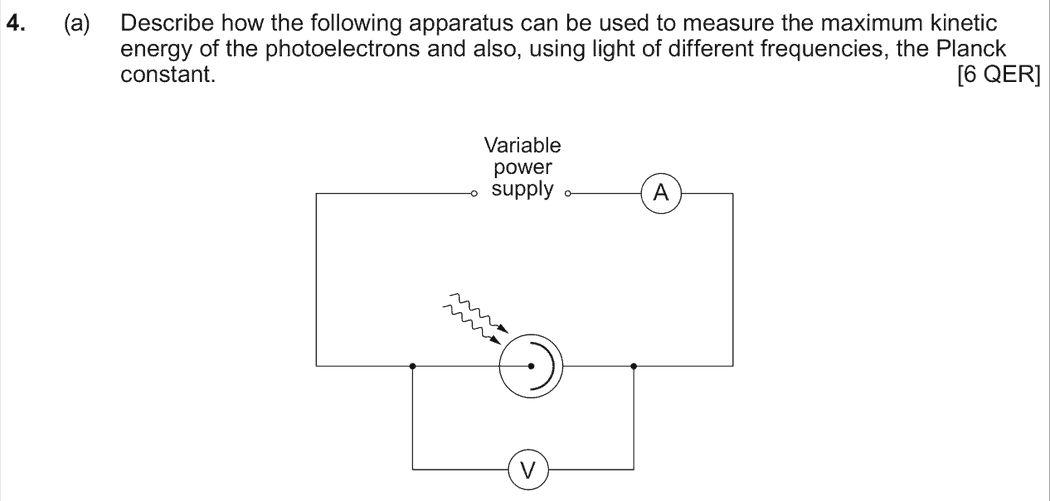 4. (a) Describe how the following apparatus can be used to measure the maximum kinetic
energy of the photoelectrons and also, using light of different frequencies, the Planck
constant. [6 QER]
Variable
power
supply
A
V